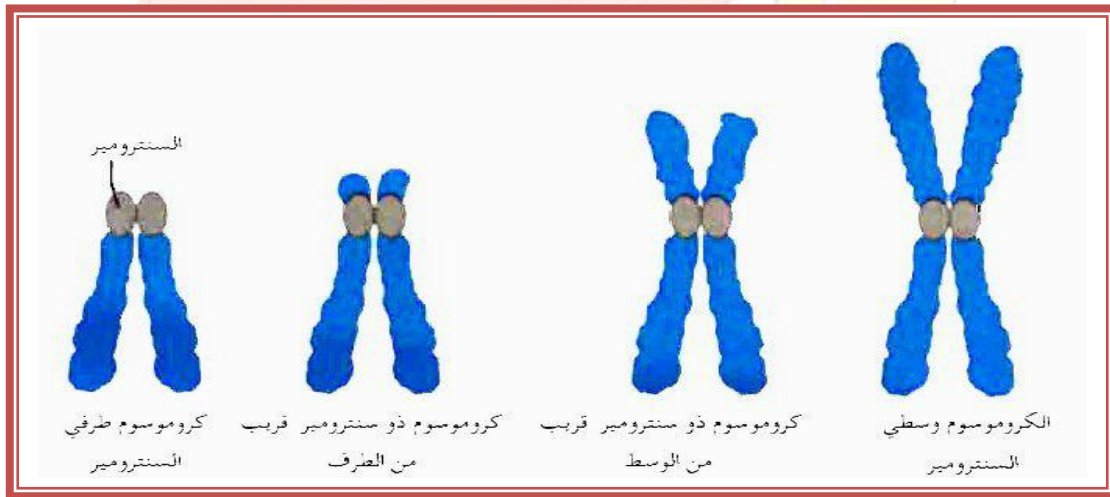 السنترومير
الكروموسوم وسطي
السنترومير
كروموسوم ذو سنترومير قريب
من الوسط
كروموسوم ذو سنترومير قريب
من الطرف
كروموسوم طرفي
السنترومير